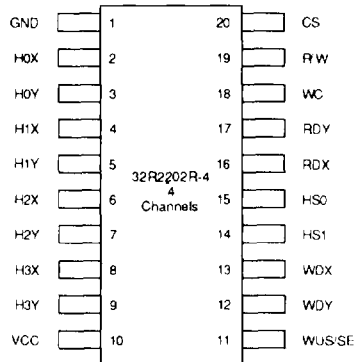 GND 1 20 CS
H0X 2 19 R/W
H0Y 3 18 WC
H1X 4 17 RDY
H1Y 5 16 RDX
32R2202R-4
4
Channels
H2X 6 15 HS0
H2Y 7 14 HS1
H3X 8 13 WDX
H3Y 9 12 WDY
VCC 10 11 WUS/SE